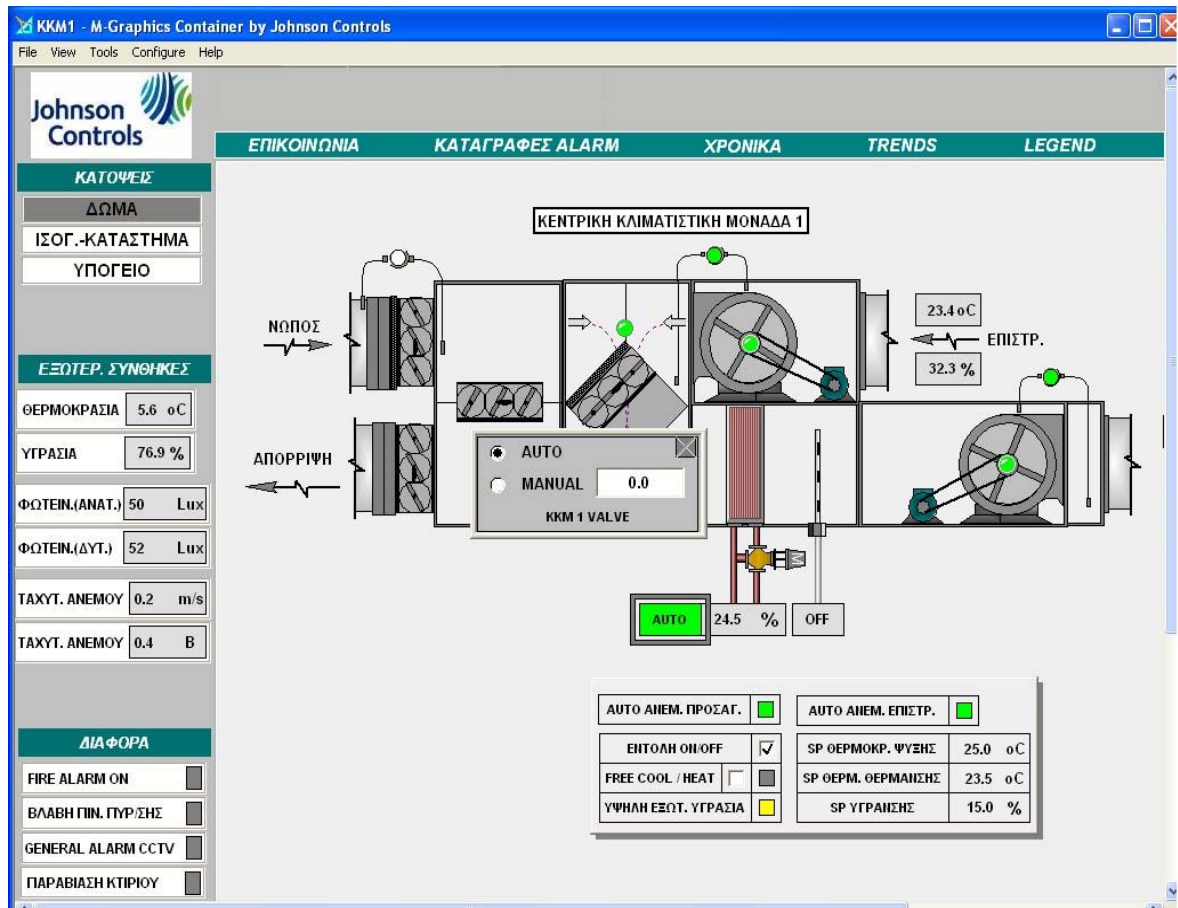 KKM1 - M-Graphics Container by Johnson Controls
File View Tools Configure Help
Johnson
Controls
ΕΠΙΚΟΙΝΩΝΙΑ ΚΑΤΑΓΡΑΦΕΣ ALARM ΧΡΟΝΙΚΑ TRENDS LEGEND
ΚΑΤΟΨΕΙΣ
ΔΩΜΑ
ΙΣΟΓ.-ΚΑΤΑΣΤΗΜΑ
ΥΠΟΓΕΙΟ
ΕΞΩΤΕΡ. ΣΥΝΘΗΚΕΣ
ΘΕΡΜΟΚΡΑΣΙΑ 5.6 oC
ΥΓΡΑΣΙΑ 76.9 %
ΦΩΤΕΙΝ.(ΑΝΑΤ.) 50 Lux
ΦΩΤΕΙΝ.(ΔΥΤ.) 52 Lux
ΤΑΧΥΤ. ΑΝΕΜΟΥ 0.2 m/s
ΤΑΧΥΤ. ΑΝΕΜΟΥ 0.4 B
ΔΙΑΦΟΡΑ
FIRE ALARM ON
ΒΛΑΒΗ ΠΙΝ. ΠΥΡ/ΣΗΣ
GENERAL ALARM CCTV
ΠΑΡΑΒΙΑΣΗ ΚΤΙΡΙΟΥ
ΚΕΝΤΡΙΚΗ ΚΛΙΜΑΤΙΣΤΙΚΗ ΜΟΝΑΔΑ 1
ΝΩΠΟΣ
23.4 oC
ΕΠΙΣΤΡ.
32.3 %
ΑΠΟΡΡΙΨΗ
AUTO
MANUAL 0.0
KKM 1 VALVE
M
AUTO 24.5 % OFF
AUTO ΑΝΕΜ. ΠΡΟΣΑΓ. AUTO ΑΝΕΜ. ΕΠΙΣΤΡ.
ΕΝΤΟΛΗ ON/OFF SP ΘΕΡΜΟΚΡ. ΨΥΞΗΣ 25.0 oC
FREE COOL / HEAT SP ΘΕΡΜ. ΘΕΡΜΑΝΣΗΣ 23.5 oC
ΥΨΗΛΗ ΕΞΩΤ. ΥΓΡΑΣΙΑ SP ΥΓΡΑΝΣΗΣ 15.0 %